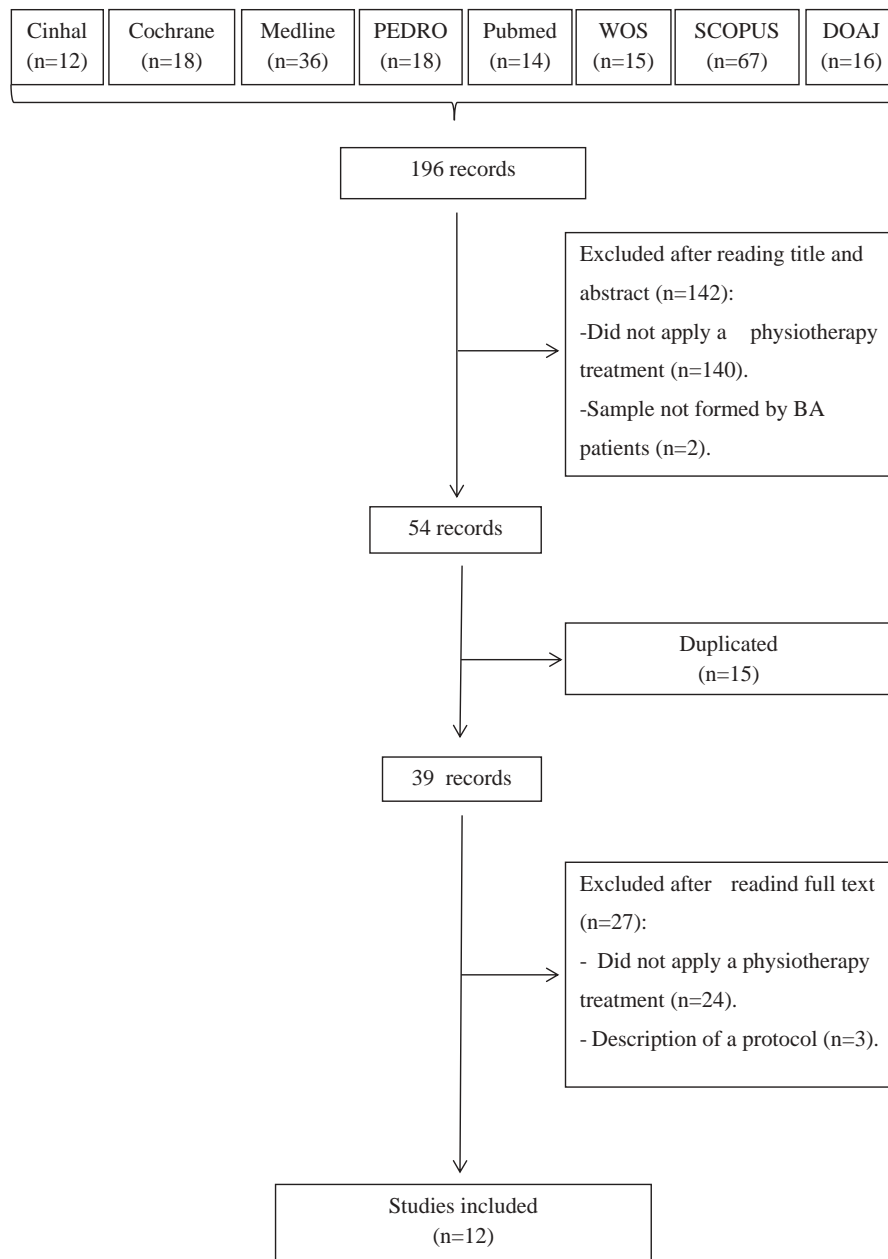 Cinhal
(n=12)
Cochrane
(n=18)
Medline
(n=36)
PEDRO
(n=18)
Pubmed
(n=14)
WOS
(n=15)
SCOPUS
(n=67)
DOAJ
(n=16)
196 records
Excluded after reading title and
abstract (n=142):
-Did not apply a physiotherapy
treatment (n=140).
-Sample not formed by BA
patients (n=2).
54 records
Duplicated
(n=15)
39 records
Excluded after readind full text
(n=27):
- Did not apply a physiotherapy
treatment (n=24).
- Description of a protocol (n=3).
Studies included
(n=12)